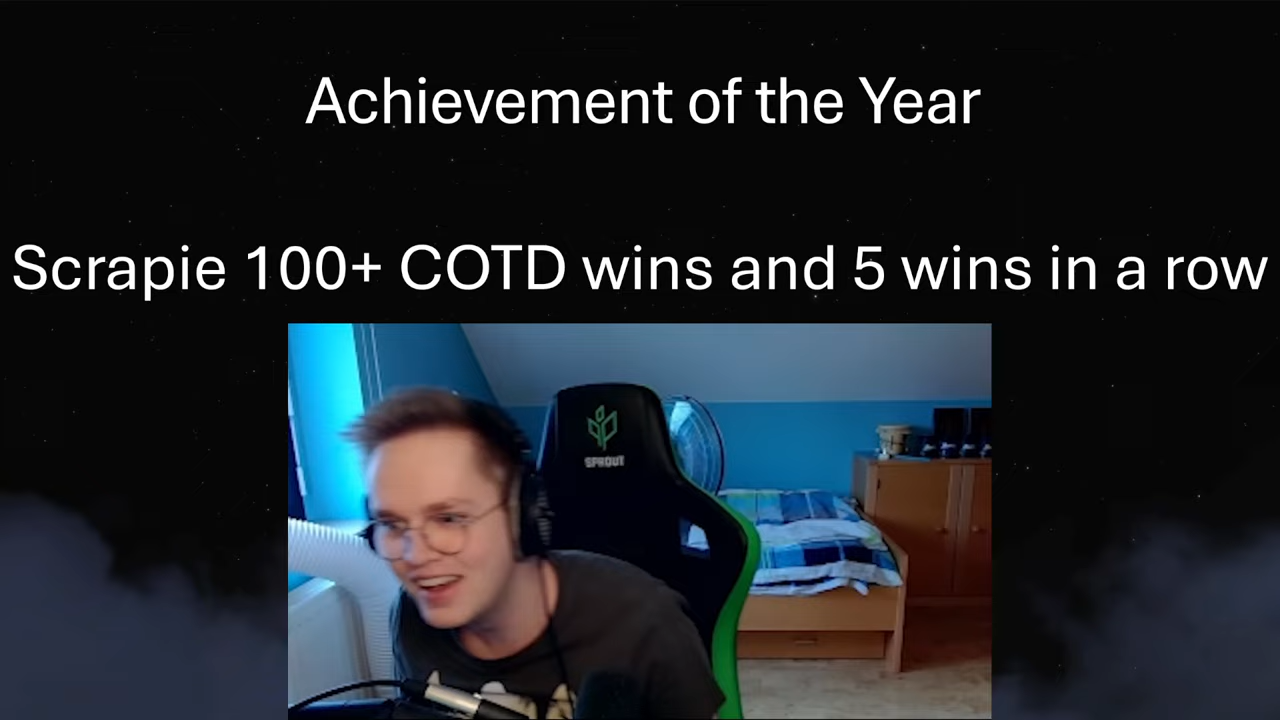 Achievement of the Year
Scrapie 100+ COTD wins and 5 wins in a row
SPROUT